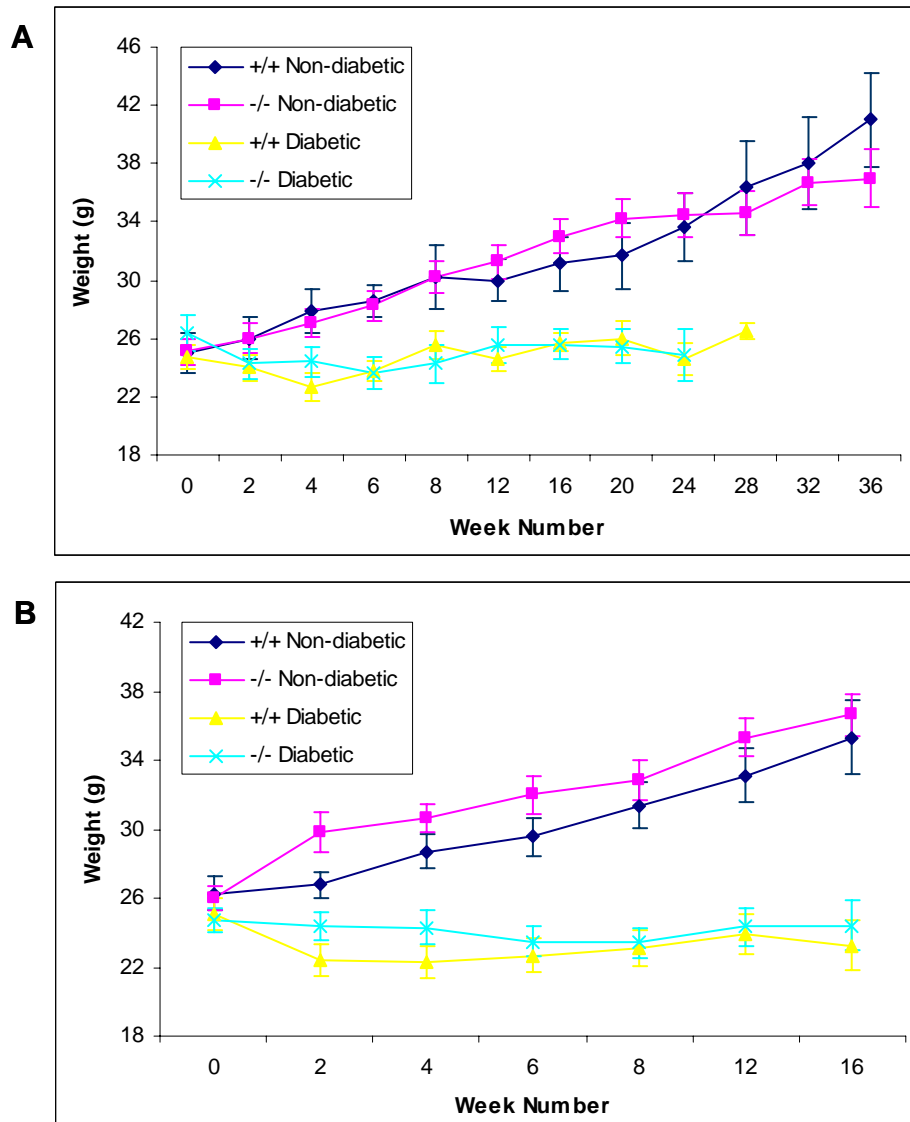 A
46
42
38
34
30
26
22
18
Weight (g)
+/+ Non-diabetic
-/- Non-diabetic
+/+ Diabetic
-/- Diabetic
0 2 4 6 8 12 16 20 24 28 32 36
Week Number
B
42
38
34
30
26
22
18
Weight (g)
+/+ Non-diabetic
-/- Non-diabetic
+/+ Diabetic
-/- Diabetic
0 2 4 6 8 12 16
Week Number